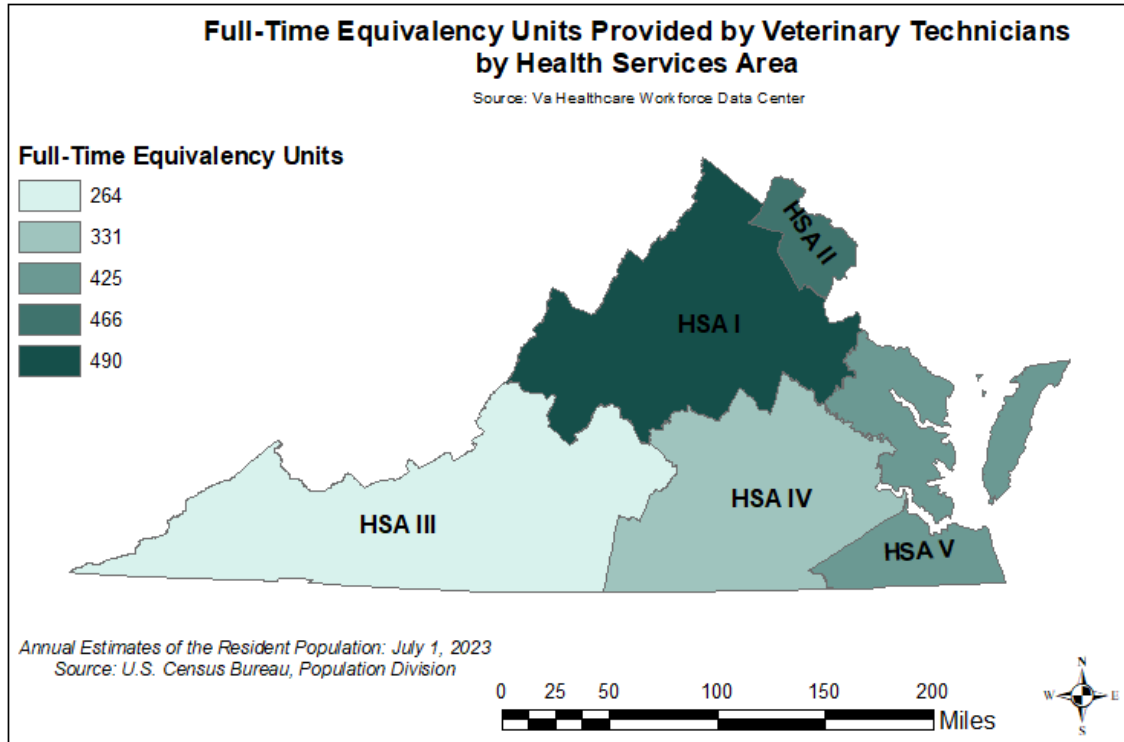 Full-Time Equivalency Units Provided by Veterinary Technicians
by Health Services Area
Source: Va Healthcare Workforce Data Center
Full-Time Equivalency Units
264
331
425
466
490
HSA II
HSA I
HSA IV
HSA III
HSA V
Annual Estimates of the Resident Population: July 1, 2023
Source: U.S. Census Bureau, Population Division
0 25 50 100 150 200
Miles
N
W E
S